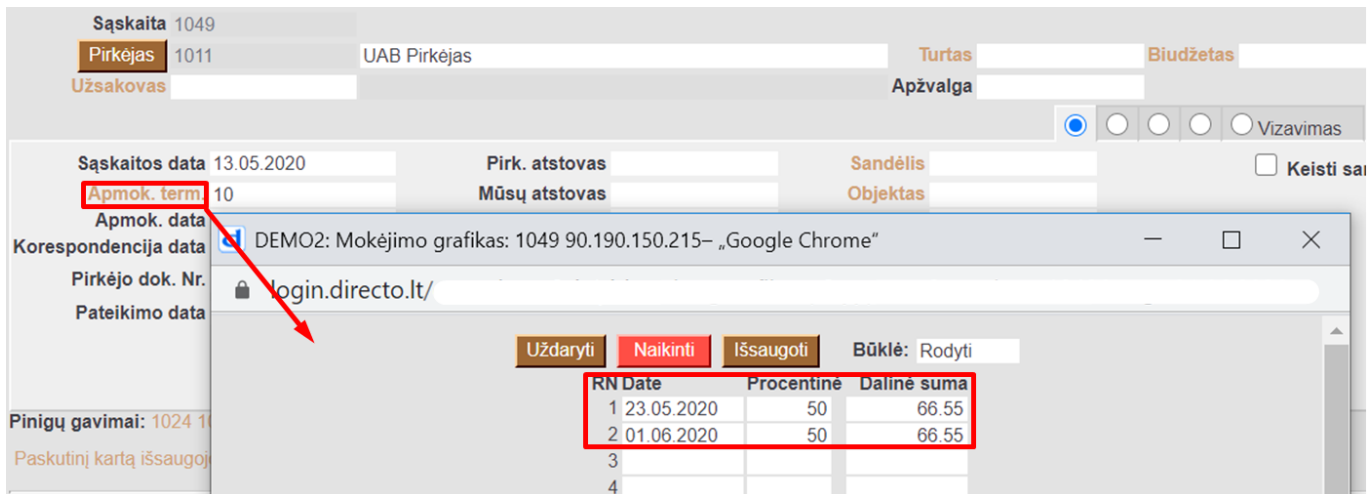 Sąskaita 1049
Pirkėjas 1011 UAB Pirkėjas Turtas Biudžetas
Užsakovas Apžvalga
Vizavimas
Sąskaitos data 13.05.2020 Pirk. atstovas Sandėlis Keisti
Apmok. term. 10 Mūsų atstovas Objektas
Apmok. data
Korespondencija data
Pirkėjo dok. Nr.
Pateikimo data
DEMO2: Mokėjimo grafikas: 1049 90.190.150.215– „Google Chrome“
login.directo.lt/
Uždaryti Naikinti Išsaugoti Būklė: Rodyti
RN Date Procentinė Dalinė suma
1 23.05.2020 50 66.55
2 01.06.2020 50 66.55
3
4
Pinigų gavimai: 1024
Paskutinį kartą